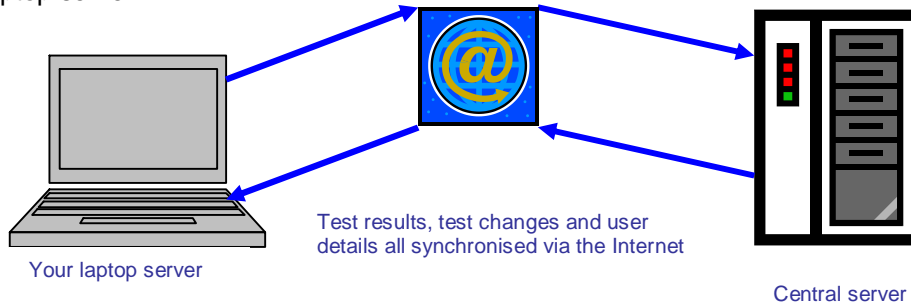 @
Test results, test changes and user
details all synchronised via the Internet
Your laptop server
Central server